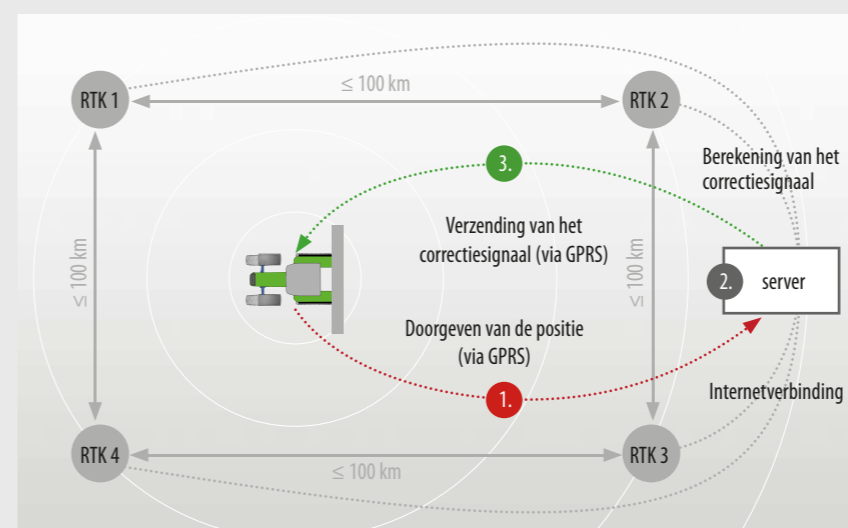 RTK 1
≤ 100 km
RTK 2
3.
Berekening van het
correctiesignaal
Verzending van het
correctiesignaal (via GPRS)
≤ 100 km
≤ 100 km
2.
server
Doorgeven van de positie
(via GPRS)
1.
Internetverbinding
RTK 4
≤ 100 km
RTK 3